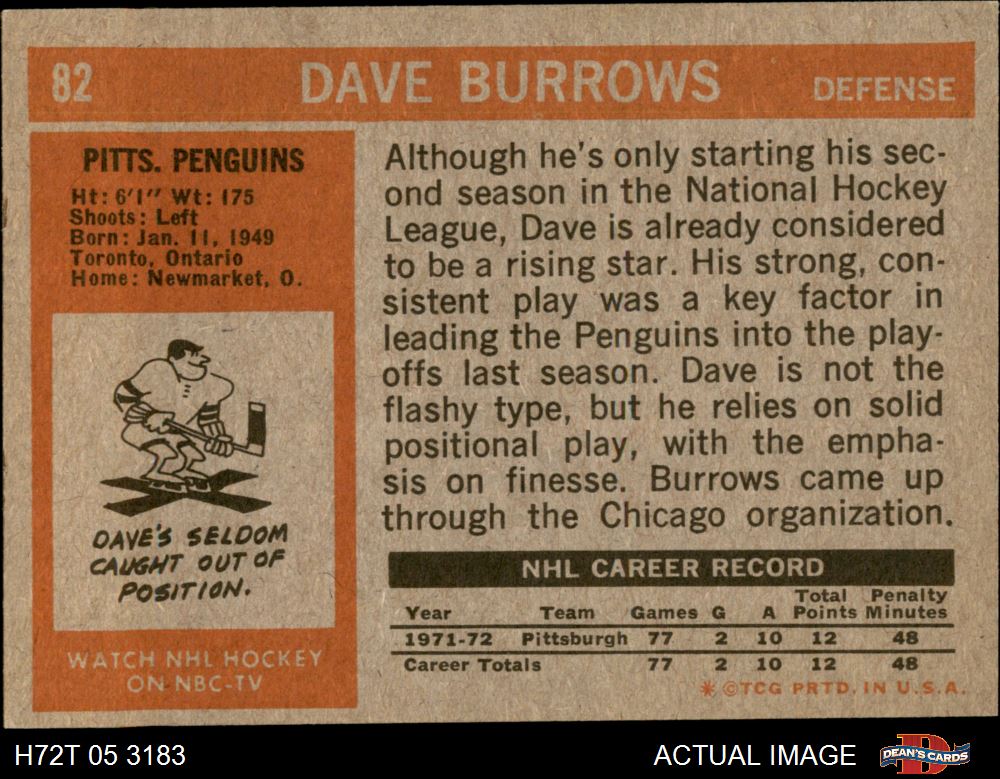 82 DAVE BURROWS DEFENSE
PITTS. PENGUINS
Ht: 6'1" Wt: 175
Shoots: Left
Born: Jan. 11, 1949
Toronto, Ontario
Home: Newmarket, O.
DAVE'S SELDOM
CAUGHT OUT OF
POSITION.
WATCH NHL HOCKEY
ON NBC-TV
Although he's only starting his sec-
ond season in the National Hockey
League, Dave is already considered
to be a rising star. His strong, con-
sistent play was a key factor in
leading the Penguins into the play-
offs last season. Dave is not the
flashy type, but he relies on solid
positional play, with the empha-
sis on finesse. Burrows came up
through the Chicago organization.
NHL CAREER RECORD
Year Team Games G A Total Points Penalty Minutes
1971-72 Pittsburgh 77 2 10 12 48
Career Totals 77 2 10 12 48
* ©TCG PRTD. IN U.S.A.
H72T 05 3183 ACTUAL IMAGE DEAN'S CARDS